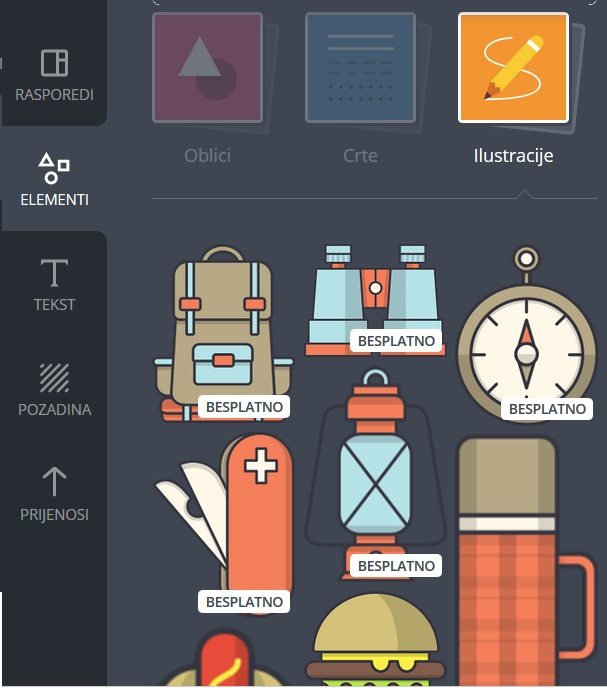 RASPOREDI
ELEMENTI
TEKST
POZADINA
PRIJENOSI
Oblici
Crte
Ilustracije
BESPLATNO
BESPLATNO
BESPLATNO
BESPLATNO
BESPLATNO